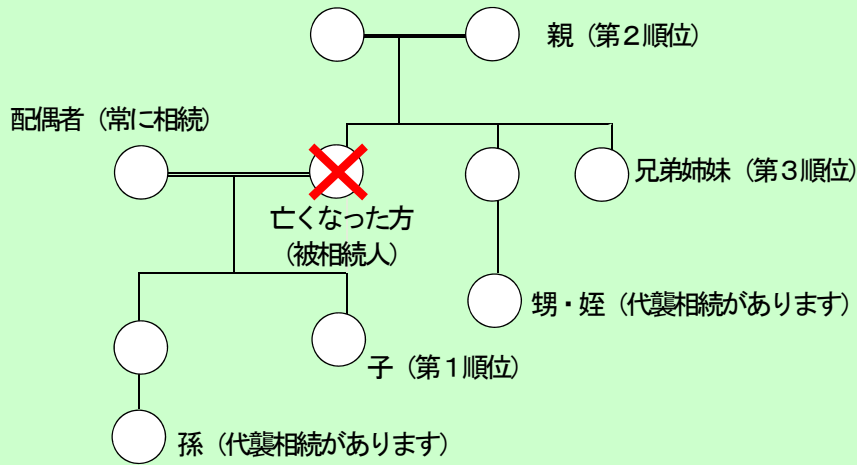 親（第２順位）
配偶者（常に相続）
兄弟姉妹（第３順位）
亡くなった方
（被相続人）
甥・姪（代襲相続があります）
子（第１順位）
孫（代襲相続があります）